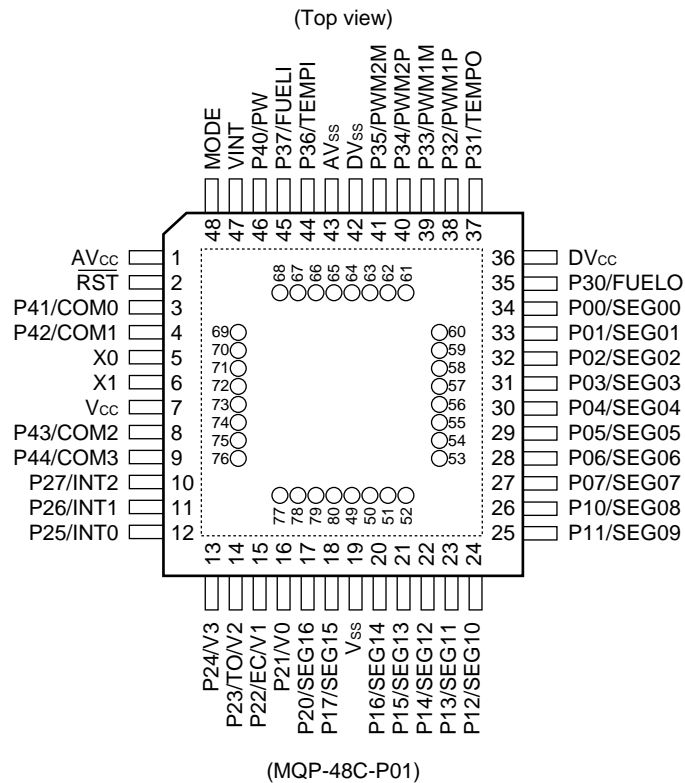 (Top view)
MODE
VINT
P40/PW
P37/FUELI
P36/TEMPI
AVss
DVss
P35/PWM2M
P34/PWM2P
P33/PWM1M
P32/PWM1P
P31/TEMPO
48 47 46 45 44 43 42 41 40 39 38 37
AVcc 1
RST 2
P41/COM0 3
P42/COM1 4
X0 5
X1 6
Vcc 7
P43/COM2 8
P44/COM3 9
P27/INT2 10
P26/INT1 11
P25/INT0 12
68 67 66 65 64 63 62 61
69
70
71
72
73
74
75
76
60
59
58
57
56
55
54
53
77 78 79 80 49 50 51 52
36 DVcc
35 P30/FUELO
34 P00/SEG00
33 P01/SEG01
32 P02/SEG02
31 P03/SEG03
30 P04/SEG04
29 P05/SEG05
28 P06/SEG06
27 P07/SEG07
26 P10/SEG08
25 P11/SEG09
13 14 15 16 17 18 19 20 21 22 23 24
P24/V3
P23/TO/V2
P22/EC/V1
P21/V0
P20/SEG16
P17/SEG15
Vss
P16/SEG14
P15/SEG13
P14/SEG12
P13/SEG11
P12/SEG10
(MQP-48C-P01)